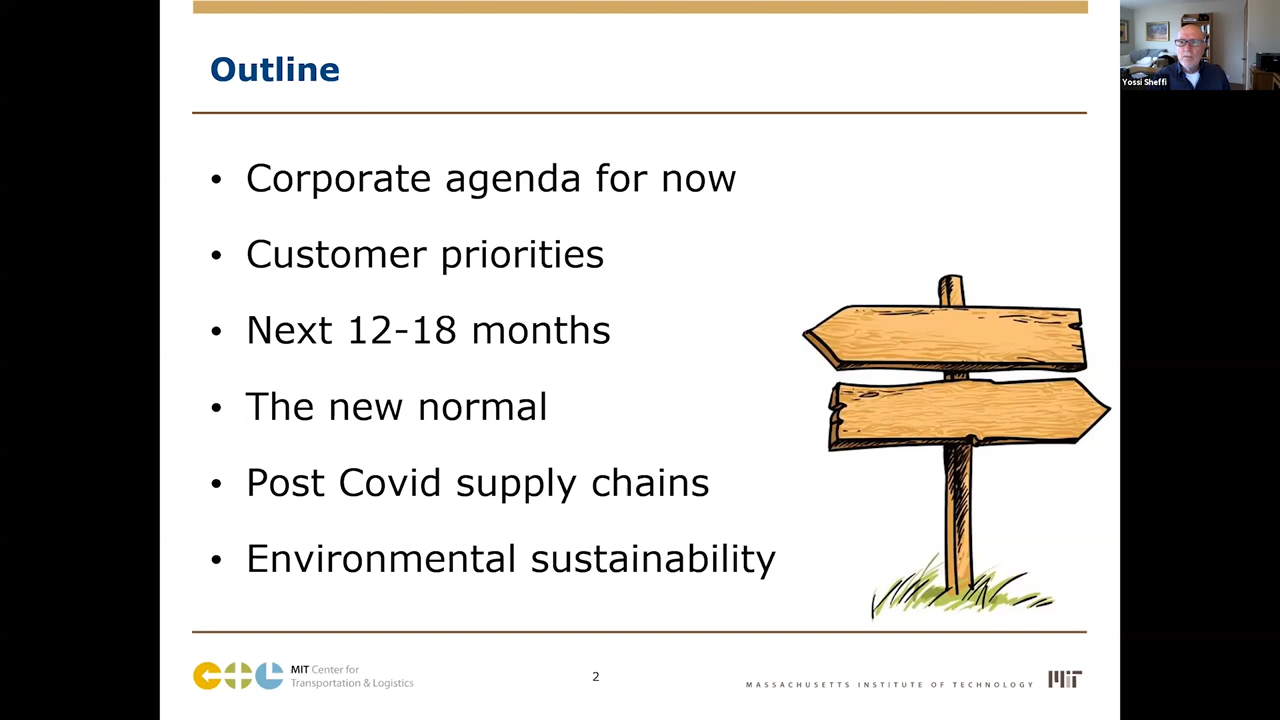 Outline
Yossi Sheffi
• Corporate agenda for now
• Customer priorities
• Next 12-18 months
• The new normal
• Post Covid supply chains
• Environmental sustainability
MIT Center for
Transportation & Logistics
2
MASSACHUSETTS INSTITUTE OF TECHNOLOGY
MIT